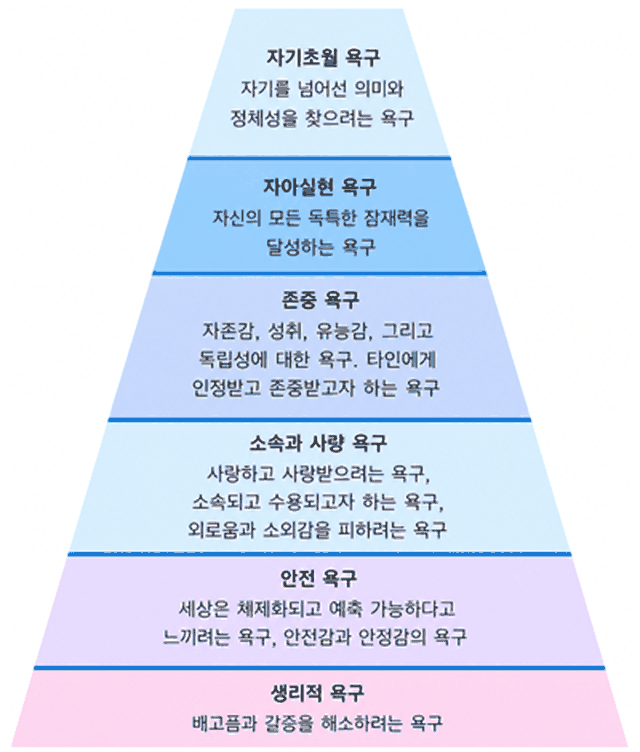 자기초월 욕구
자기를 넘어선 의미와
정체성을 찾으려는 욕구
자아실현 욕구
자신의 모든 독특한 잠재력을
달성하는 욕구
존중 욕구
자존감, 성취, 유능감, 그리고
독립성에 대한 욕구. 타인에게
인정받고 존중받고자 하는 욕구
소속과 사랑 욕구
사랑하고 사랑받으려는 욕구,
소속되고 수용되고자 하는 욕구,
외로움과 소외감을 피하려는 욕구
안전 욕구
세상은 체제화되고 예측 가능하다고
느끼려는 욕구, 안전감과 안정감의 욕구
생리적 욕구
배고픔과 갈증을 해소하려는 욕구